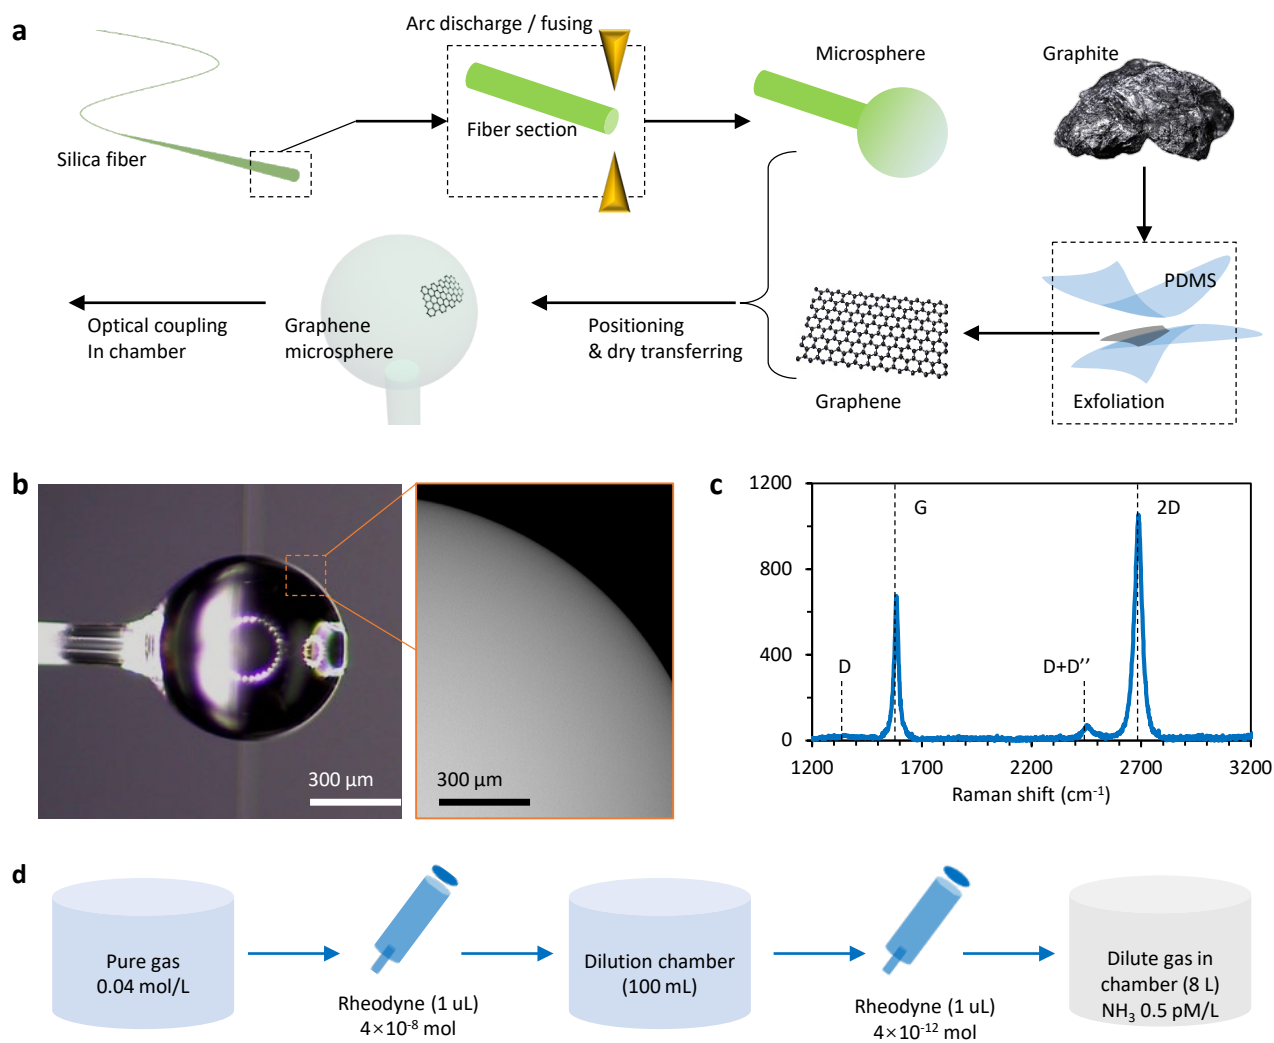 a
Arc discharge / fusing
Microsphere
Graphite
Fiber section
Silica fiber
PDMS
Optical coupling
In chamber
Graphene
microsphere
Positioning
& dry transferring
Graphene
Exfoliation
b
300 μm
300 μm
c
1200
800
400
0
G
2D
D
D+D’’
1200
1700
2200
2700
3200
Raman shift (cm-1)
d
Pure gas
0.04 mol/L
Rheodyne (1 uL)
4×10-8 mol
Dilution chamber
(100 mL)
Rheodyne (1 uL)
4×10-12 mol
Dilute gas in
chamber (8 L)
NH3 0.5 pM/L